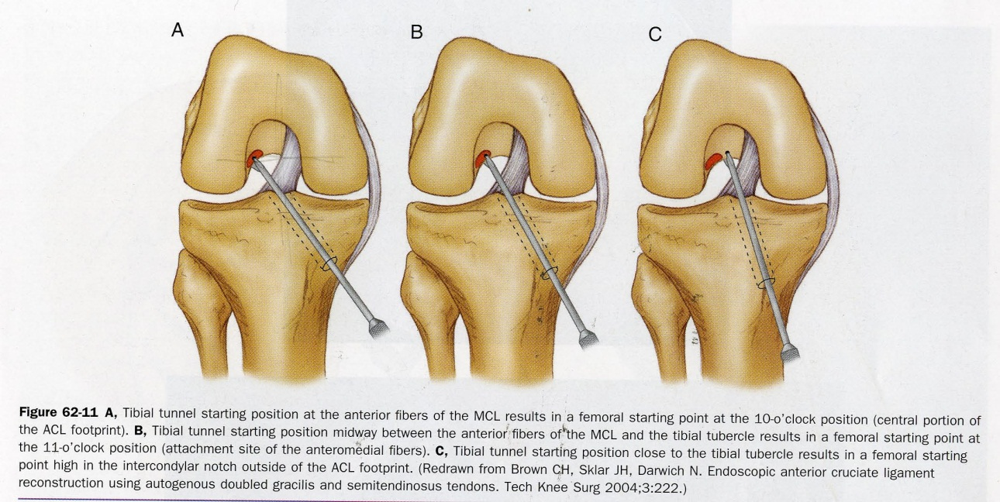 A
B
C
Figure 62-11 A, Tibial tunnel starting position at the anterior fibers of the MCL results in a femoral starting point at the 10-o'clock position (central portion of
the ACL footprint). B, Tibial tunnel starting position midway between the anterior fibers of the MCL and the tibial tubercle results in a femoral starting point at
the 11-o'clock position (attachment site of the anteromedial fibers). C, Tibial tunnel starting position close to the tibial tubercle results in a femoral starting
point high in the intercondylar notch outside of the ACL footprint. (Redrawn from Brown CH, Sklar JH, Darwich N. Endoscopic anterior cruciate ligament
reconstruction using autogenous doubled gracilis and semitendinosus tendons. Tech Knee Surg 2004;3:222.)